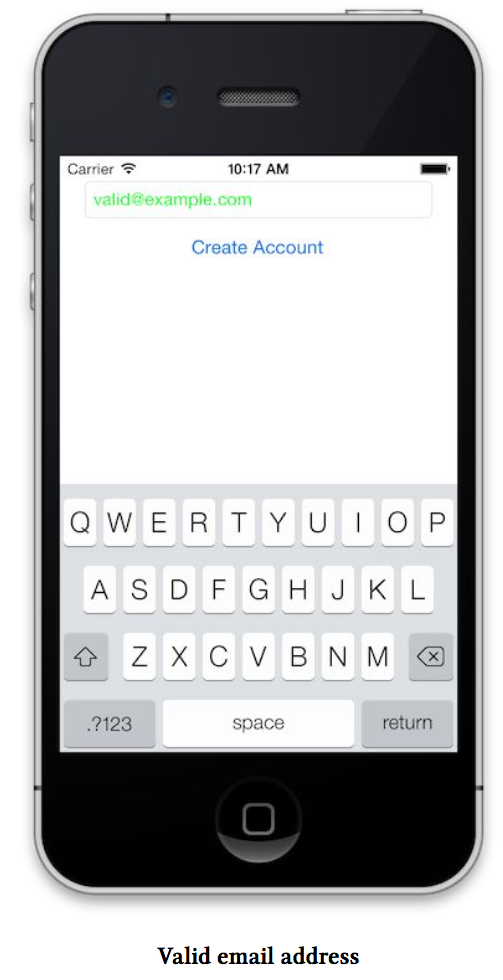 Carrier 10:17 AM
valid@example.com
Create Account
Q W E R T Y U I O P
A S D F G H J K L
Z X C V B N M
.?123 space return
Valid email address